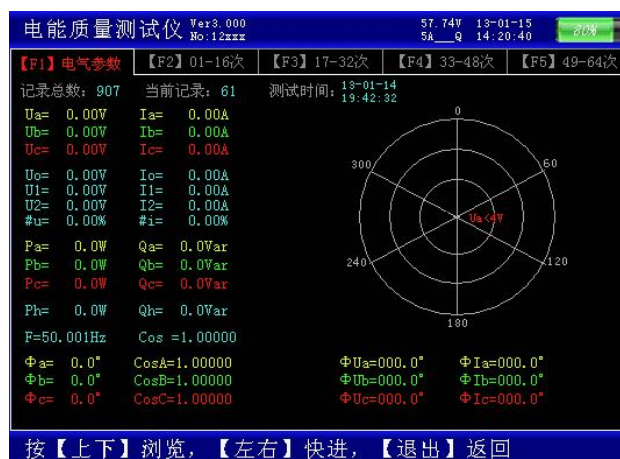 电能质量测试仪 Ver3.000 No:12xxx 57.74V 13-01-15 5A__Q 14:20:40 80%
【F1】电气参数 【F2】01-16次 【F3】17-32次 【F4】33-48次 【F5】49-64次
记录总数: 907 当前记录: 61 测试时间: 13-01-14 19:42:32
Ua= 0.00V Ia= 0.00A
Ub= 0.00V Ib= 0.00A
Uc= 0.00V Ic= 0.00A
Uo= 0.00V Io= 0.00A
U1= 0.00V I1= 0.00A
U2= 0.00V I2= 0.00A
#u= 0.00% #i= 0.00%
Pa= 0.0W Qa= 0.0Var
Pb= 0.0W Qb= 0.0Var
Pc= 0.0W Qc= 0.0Var
Ph= 0.0W Qh= 0.0Var
F=50.001Hz Cos =1.00000
Φa= 0.0° CosA=1.00000
Φb= 0.0° CosB=1.00000
Φc= 0.0° CosC=1.00000
0
300 60
Ua<4V
240 120
180
ΦUa=000.0° ΦIa=000.0°
ΦUb=000.0° ΦIb=000.0°
ΦUc=000.0° ΦIc=000.0°
按【上下】浏览，【左右】快进，【退出】返回